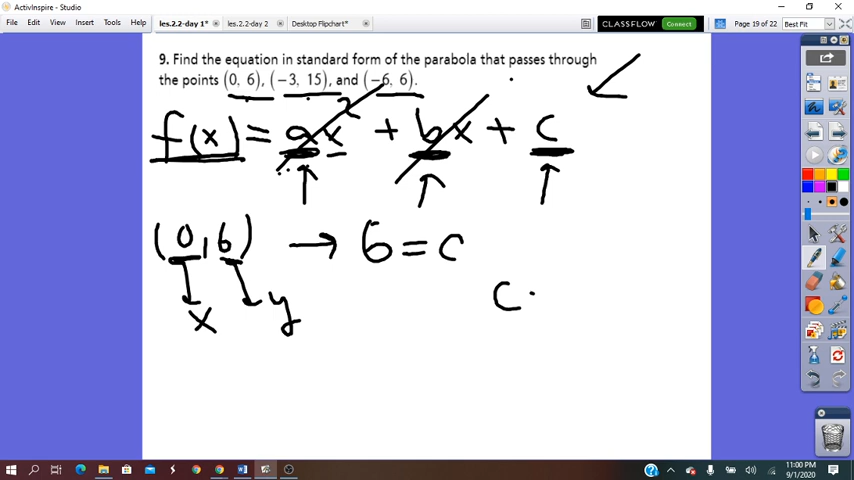 ActivInspire - Studio
File Edit View Insert Tools Help
les.2.2-day 1*
les.2.2-day 2
Desktop Flipchart*
CLASSFLOW
Connect
Page 19 of 22
Best Fit
9. Find the equation in standard form of the parabola that passes through
the points (0, 6), (−3, 15), and (−6, 6).
f(x) = ax² + bx + c
(0, 6) → 6 = c
x y
C
11:00 PM
9/1/2020